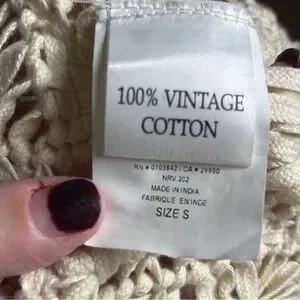 100% VINTAGE
COTTON
RN # 0103842 - CA # 29990
NRV 202
MADE IN INDIA
FABRIQUE EN INDE
SIZE S